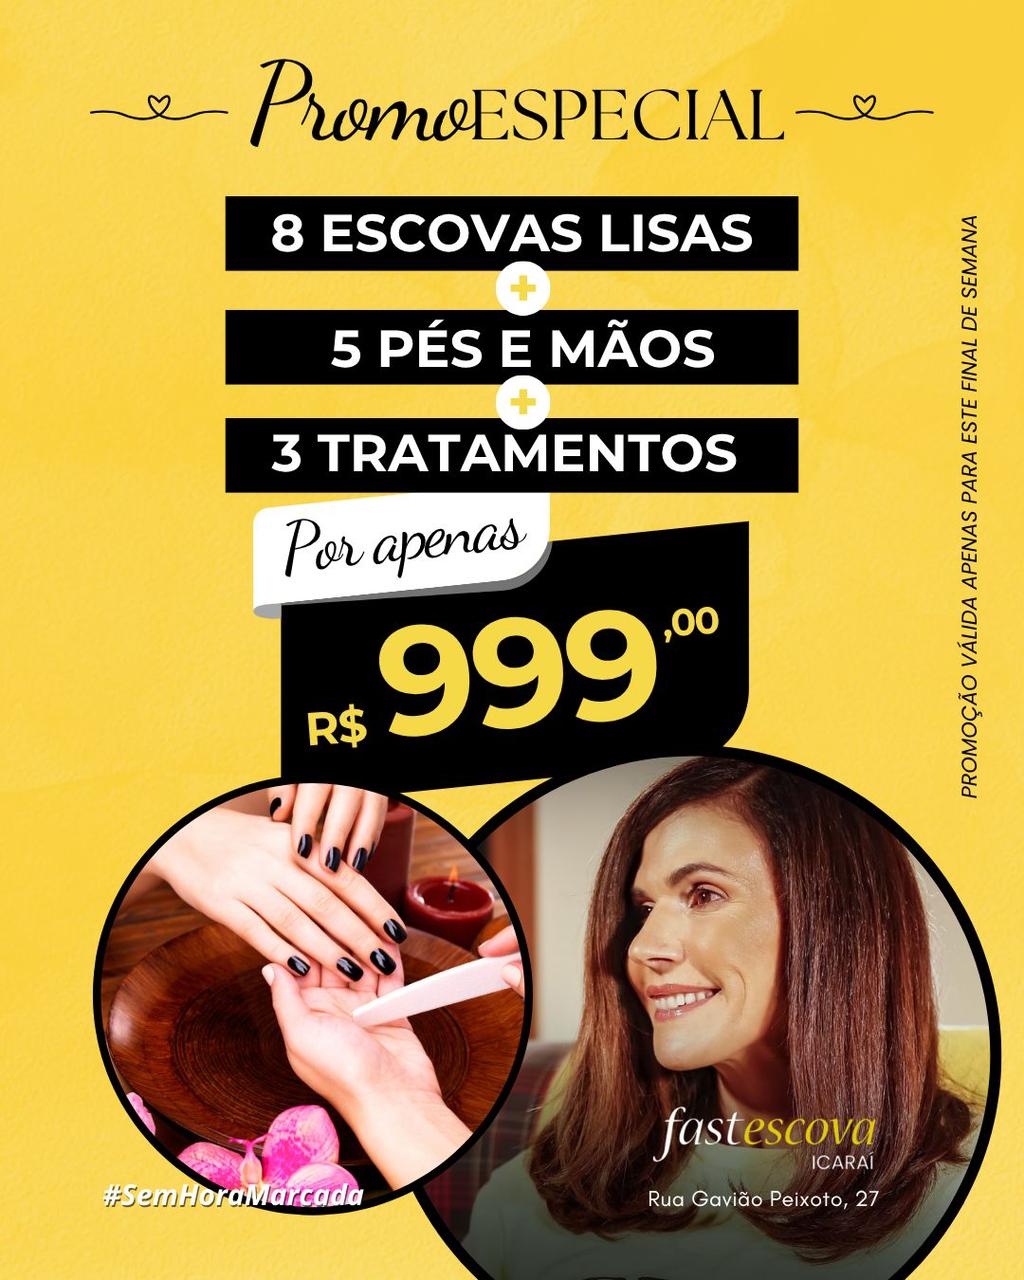 PromoESPECIAL
8 ESCOVAS LISAS
+
5 PÉS E MÃOS
+
3 TRATAMENTOS
Por apenas
R$ 999,00
PROMOÇÃO VÁLIDA APENAS PARA ESTE FINAL DE SEMANA
fastescova
ICARAÍ
#SemHoraMarcada
Rua Gavião Peixoto, 27